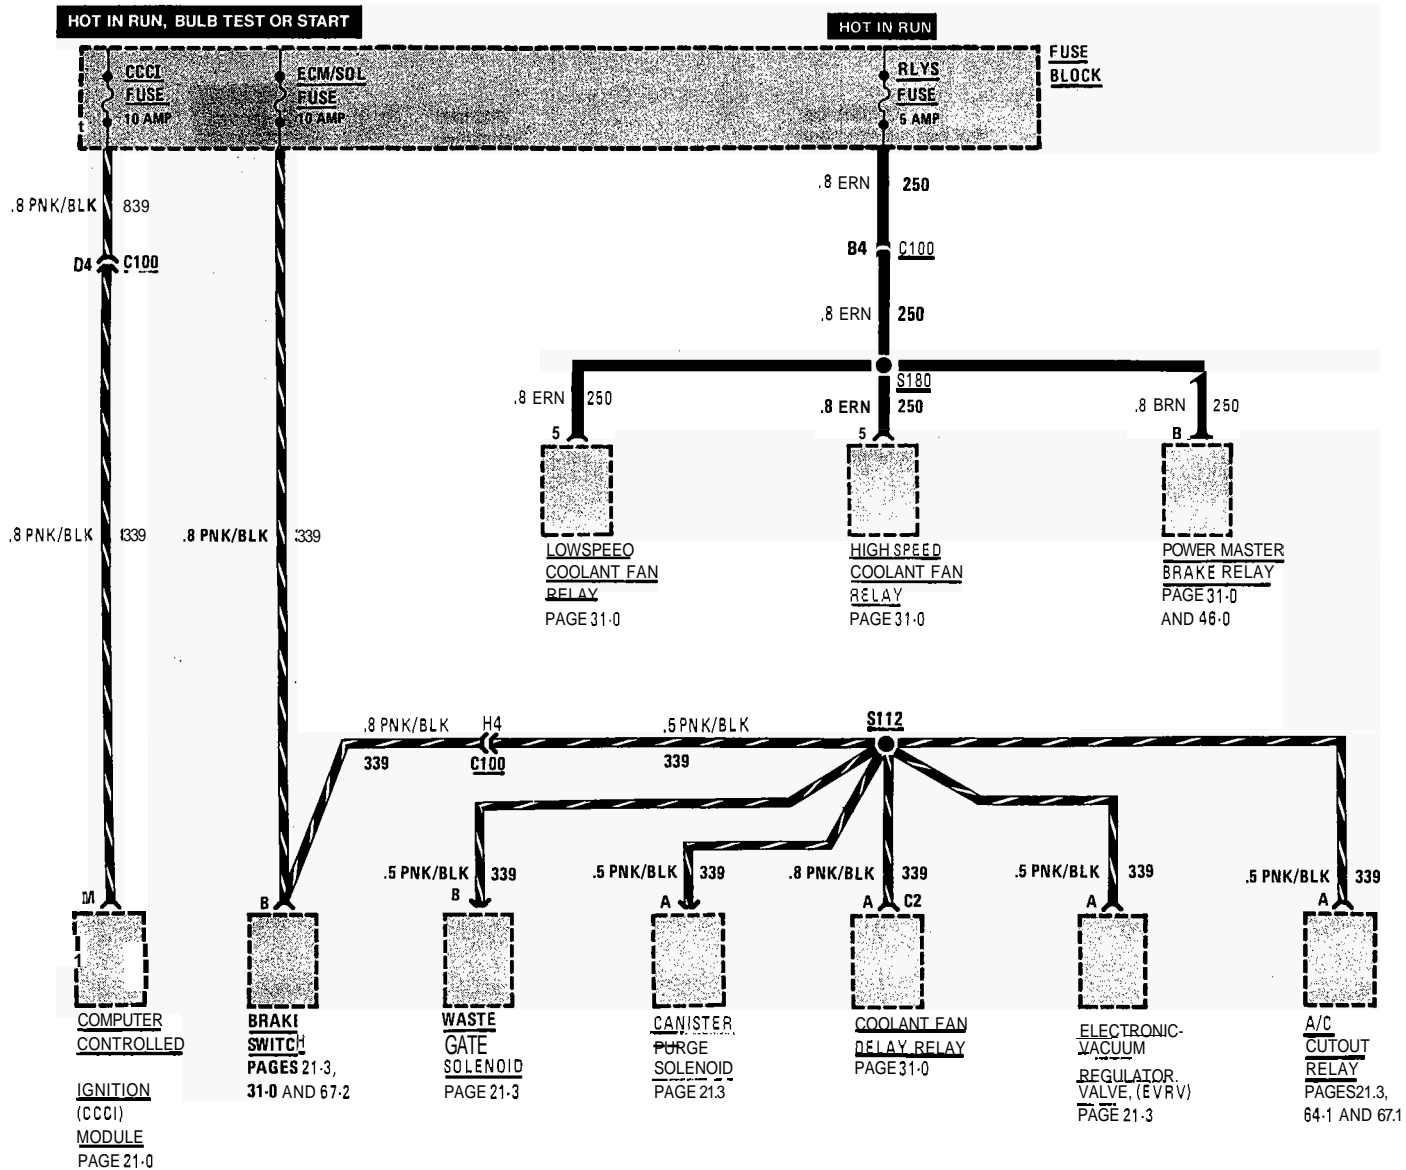 HOT IN RUN, BULB TEST OR START
HOT IN RUN
CCCI
FUSE
10 AMP
ECM/SOL
FUSE
10 AMP
RLYS
FUSE
5 AMP
FUSE
BLOCK
.8 PNK/BLK 839
D4 C100
.8 ERN 250
B4 C100
.8 ERN 250
S180
.8 ERN 250
.8 ERN 250
.8 BRN 250
5
5
B
.8 PNK/BLK 339
.8 PNK/BLK 339
LOWSPEEO
COOLANT FAN
RELAY
PAGE 31-0
HIGH SPEED
COOLANT FAN
RELAY
PAGE 31-0
POWER MASTER
BRAKE RELAY
PAGE 31-0
AND 46-0
.8 PNK/BLK H4 .5 PNK/BLK S112
339 C100 339
.5 PNK/BLK 339
.5 PNK/BLK 339
.8 PNK/BLK 339
.5 PNK/BLK 339
.5 PNK/BLK 339
M
B
B
A
A C2
A
A
1
COMPUTER
CONTROLLED
IGNITION
(CCCI)
MODULE
PAGE 21-0
BRAKE
SWITCH
PAGES 21-3,
31-0 AND 67-2
WASTE
GATE
SOLENOID
PAGE 21-3
CANISTER
PURGE
SOLENOID
PAGE 21.3
COOLANT FAN
DELAY RELAY
PAGE 31-0
ELECTRONIC-
VACUUM
REGULATOR
VALVE, (EVRV)
PAGE 21-3
A/C
CUTOUT
RELAY
PAGES21.3,
64-1 AND 67.1